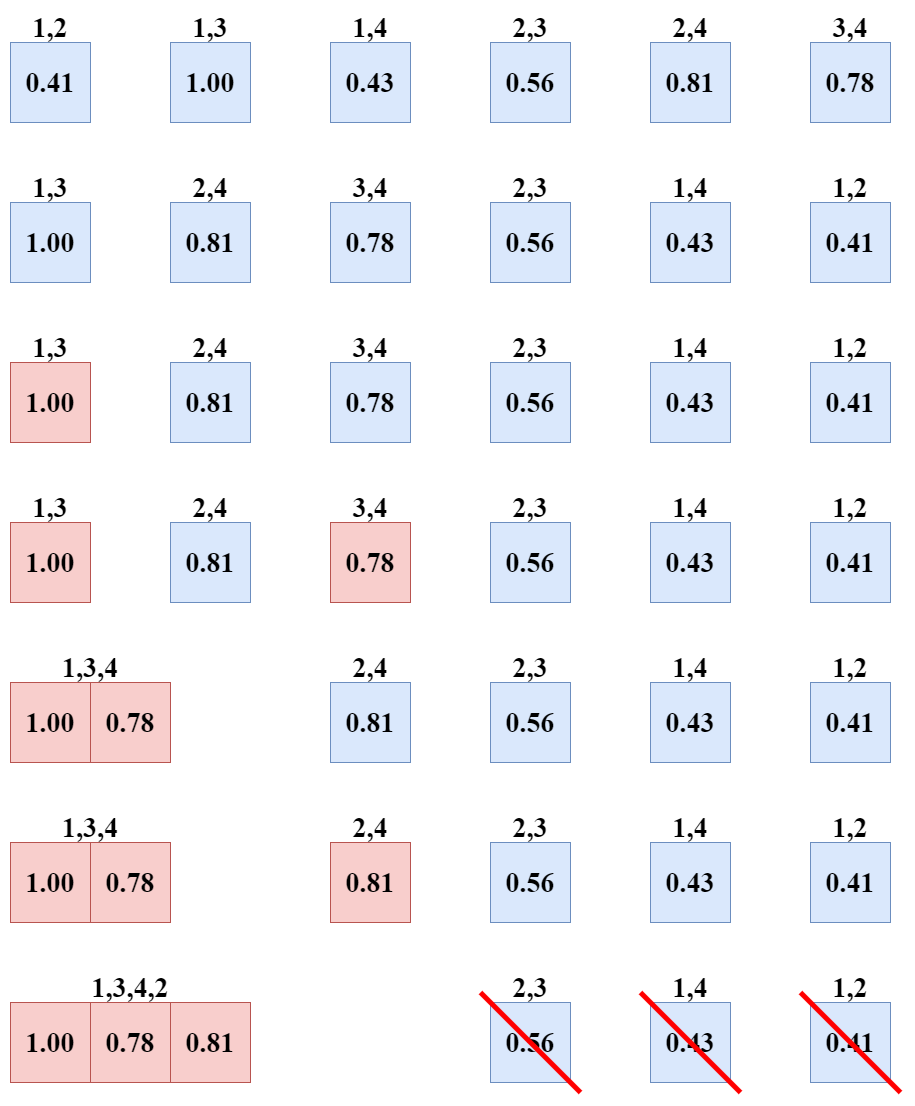 1,2 1,3 1,4 2,3 2,4 3,4
0.41 1.00 0.43 0.56 0.81 0.78
1,3 2,4 3,4 2,3 1,4 1,2
1.00 0.81 0.78 0.56 0.43 0.41
1,3 2,4 3,4 2,3 1,4 1,2
1.00 0.81 0.78 0.56 0.43 0.41
1,3 2,4 3,4 2,3 1,4 1,2
1.00 0.81 0.78 0.56 0.43 0.41
1,3,4 2,4 2,3 1,4 1,2
1.00 0.78 0.81 0.56 0.43 0.41
1,3,4 2,4 2,3 1,4 1,2
1.00 0.78 0.81 0.56 0.43 0.41
1,3,4,2 2,3 1,4 1,2
1.00 0.78 0.81 0.56 0.43 0.41